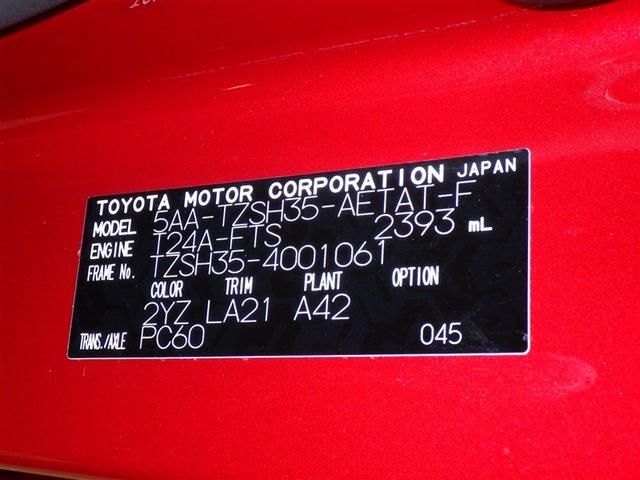 TOYOTA MOTOR CORPORATION JAPAN
MODEL 5AA-TZSH35-AETAT-F
ENGINE T24A-FTS 2393 mL
FRAME No. TZSH35-4001061
COLOR TRIM PLANT OPTION
2YZ LA21 A42
TRANS./AXLE PC60 045